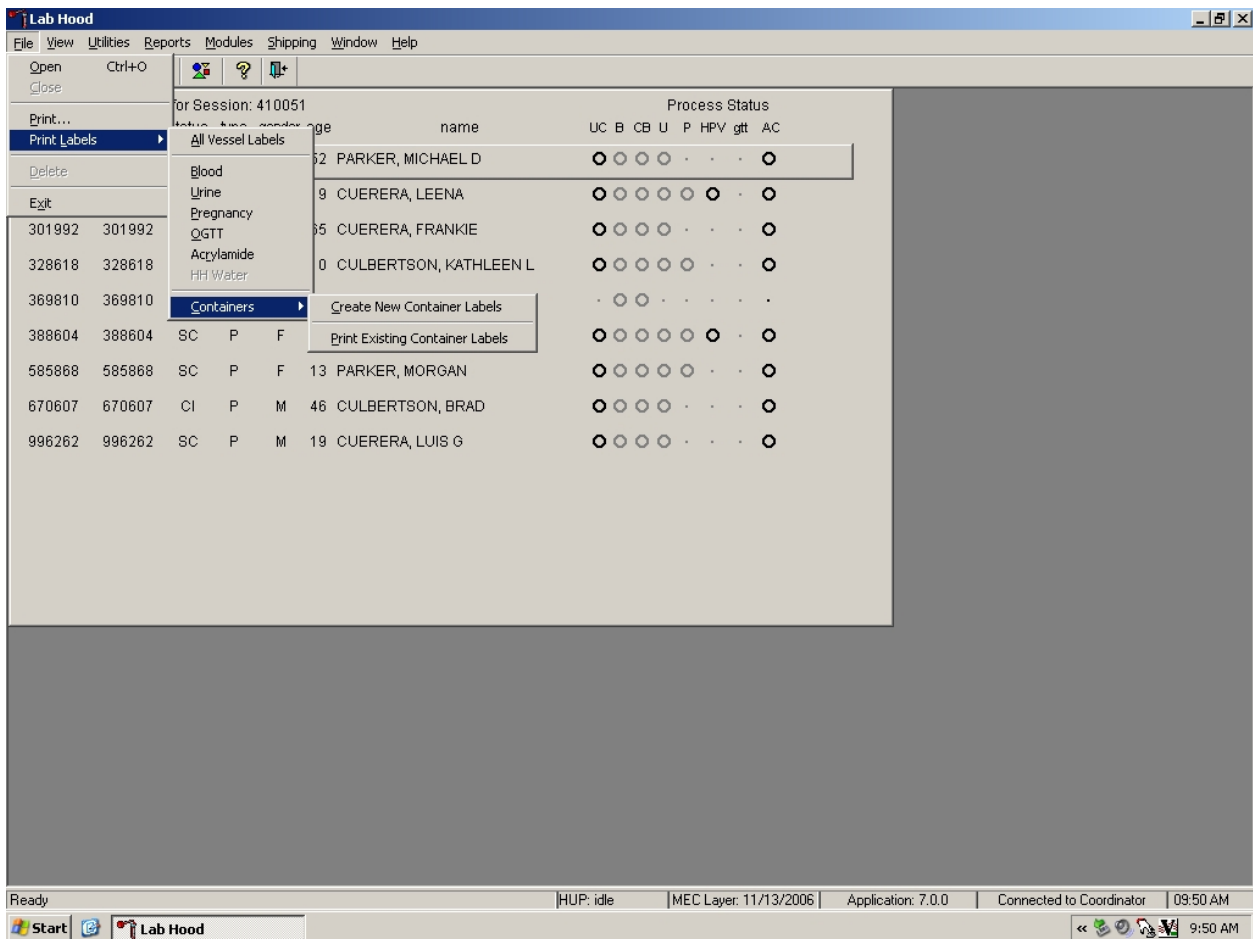 Lab Hood
File View Utilities Reports Modules Shipping Window Help
Open Ctrl+O
Close
for Session: 410051 Process Status
Print...
status type gender age name UC B CB U P HPV gtt AC
Print Labels All Vessel Labels
52 PARKER, MICHAEL D
Delete Blood
Urine 9 CUERERA, LEENA
Exit
Pregnancy
301992 301992 OGTT 65 CUERERA, FRANKIE
Acrylamide
328618 328618 0 CULBERTSON, KATHLEEN L
HH Water
369810 369810 Containers Create New Container Labels
388604 388604 SC P F Print Existing Container Labels
585868 585868 SC P F 13 PARKER, MORGAN
670607 670607 CI P M 46 CULBERTSON, BRAD
996262 996262 SC P M 19 CUERERA, LUIS G
Ready HUP: idle MEC Layer: 11/13/2006 Application: 7.0.0 Connected to Coordinator 09:50 AM
Start Lab Hood 9:50 AM